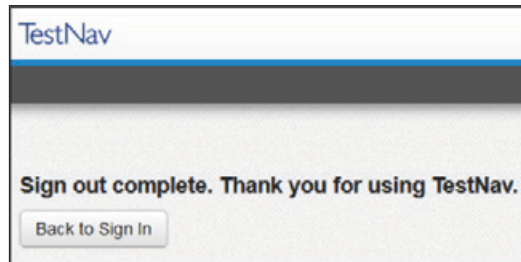 TestNav
Sign out complete. Thank you for using TestNav.
Back to Sign In